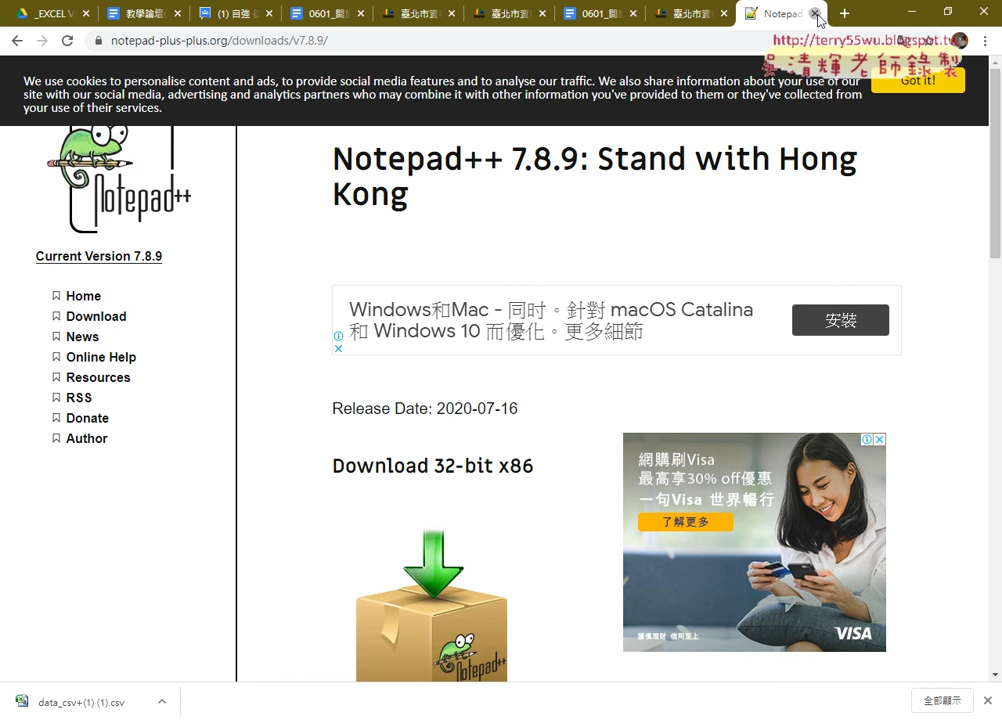 _EXCEL V
教學論壇
(1) 自強
0601_開
臺北市資
臺北市資
0601_開
臺北市資
Notepad
notepad-plus-plus.org/downloads/v7.8.9/
http://terry55wu.blogspot.tw
吳清輝老師錄製
We use cookies to personalise content and ads, to provide social media features and to analyse our traffic. We also share information about your use of our
site with our social media, advertising and analytics partners who may combine it with other information you've provided to them or they've collected from
your use of their services.
Got it!
Notepad++
Notepad++ 7.8.9: Stand with Hong
Kong
Current Version 7.8.9
Home
Download
News
Online Help
Resources
RSS
Donate
Author
Windows和Mac - 同时。針對 macOS Catalina
和 Windows 10 而優化。更多細節
安裝
Release Date: 2020-07-16
Download 32-bit x86
Notepad++
網購刷Visa
最高享30% off優惠
一句Visa 世界暢行
了解更多
謹慎理財 信用至上
VISA
data_csv+(1) (1).csv
全部顯示